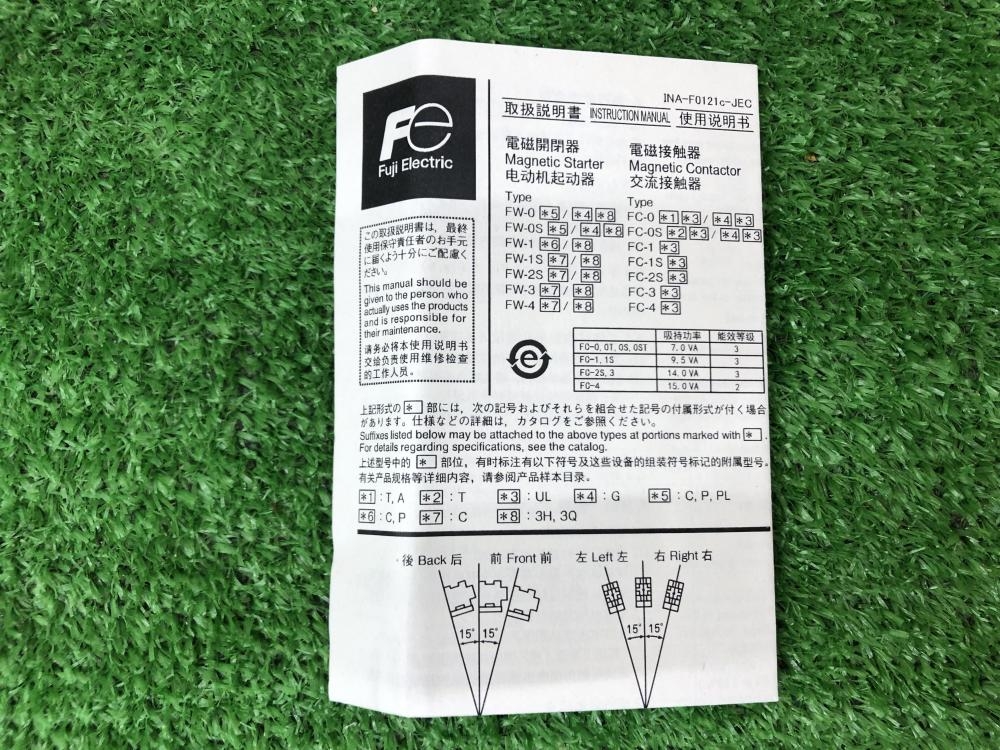 Fe
Fuji Electric
INA-F0121c-JEC
取扱説明書 INSTRUCTION MANUAL 使用说明书
電磁開閉器
Magnetic Starter
电动机起动器
Type
FW-0 *5 / *4 *8
FW-0S *5 / *4 *8
FW-1 *6 / *8
FW-1S *7 / *8
FW-2S *7 / *8
FW-3 *7 / *8
FW-4 *7 / *8
電磁接触器
Magnetic Contactor
交流接触器
Type
FC-0 *1 *3 / *4 *3
FC-0S *2 *3 / *4 *3
FC-1 *3
FC-1S *3
FC-2S *3
FC-3 *3
FC-4 *3
この取扱説明書は、最終
使用保守責任者のお手元
に届くよう十分にご配慮く
ださい。
This manual should be
given to the person who
actually uses the products
and is responsible for
their maintenance.
请务必将本使用说明书
交给负责使用维修检查
的工作人员。
e
吸持功率 能效等级
FC-0, 0T, 0S, 0ST 7.0 VA 3
FC-1, 1S 9.5 VA 3
FC-2S, 3 14.0 VA 3
FC-4 15.0 VA 2
上記形式の * 部には、次の記号およびそれらを組合せた記号の付属形式が付く場合
があります。仕様などの詳細は、カタログをご参照ください。
Suffixes listed below may be attached to the above types at portions marked with * .
For details regarding specifications, see the catalog.
上述型号中的 * 部位，有时标注有以下符号及这些设备的组装符号标记的附属型号。
有关产品规格等详细内容，请参阅产品样本目录。
*1 : T, A *2 : T *3 : UL *4 : G *5 : C, P, PL
*6 : C, P *7 : C *8 : 3H, 3Q
後 Back 后 前 Front 前 左 Left 左 右 Right 右
15° 15° 15° 15°